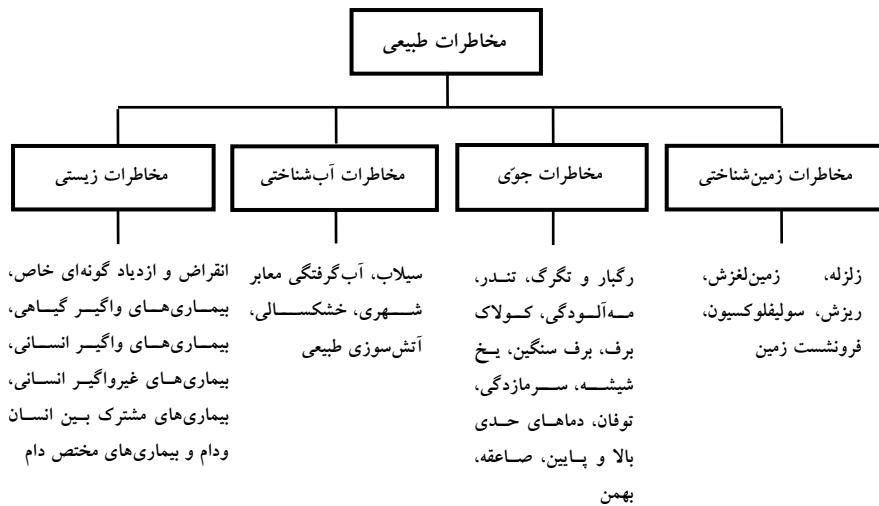 مخاطرات طبیعی
مخاطرات زمین‌شناختی
مخاطرات جوّی
مخاطرات آب‌شناختی
مخاطرات زیستی
زلزله، زمین‌لغزش،
ریزش، سولیفلوکسیون،
فرونشست زمین
رگبار و تگرگ، تندر،
مه‌آلودگی، کولاک
برف، برف سنگین، یخ
شیشه، سرمازدگی،
توفان، دماهای حدی
بالا و پایین، صاعقه،
بهمن
سیلاب، آب‌گرفتگی معابر
شهری، خشکسالی،
آتش‌سوزی طبیعی
انقراض و ازدیاد گونه‌ای خاص،
بیماری‌های واگیر گیاهی،
بیماری‌های واگیر انسانی،
بیماری‌های غیرواگیر انسانی،
بیماری‌های مشترک بین انسان
ودام و بیماری‌های مختص دام